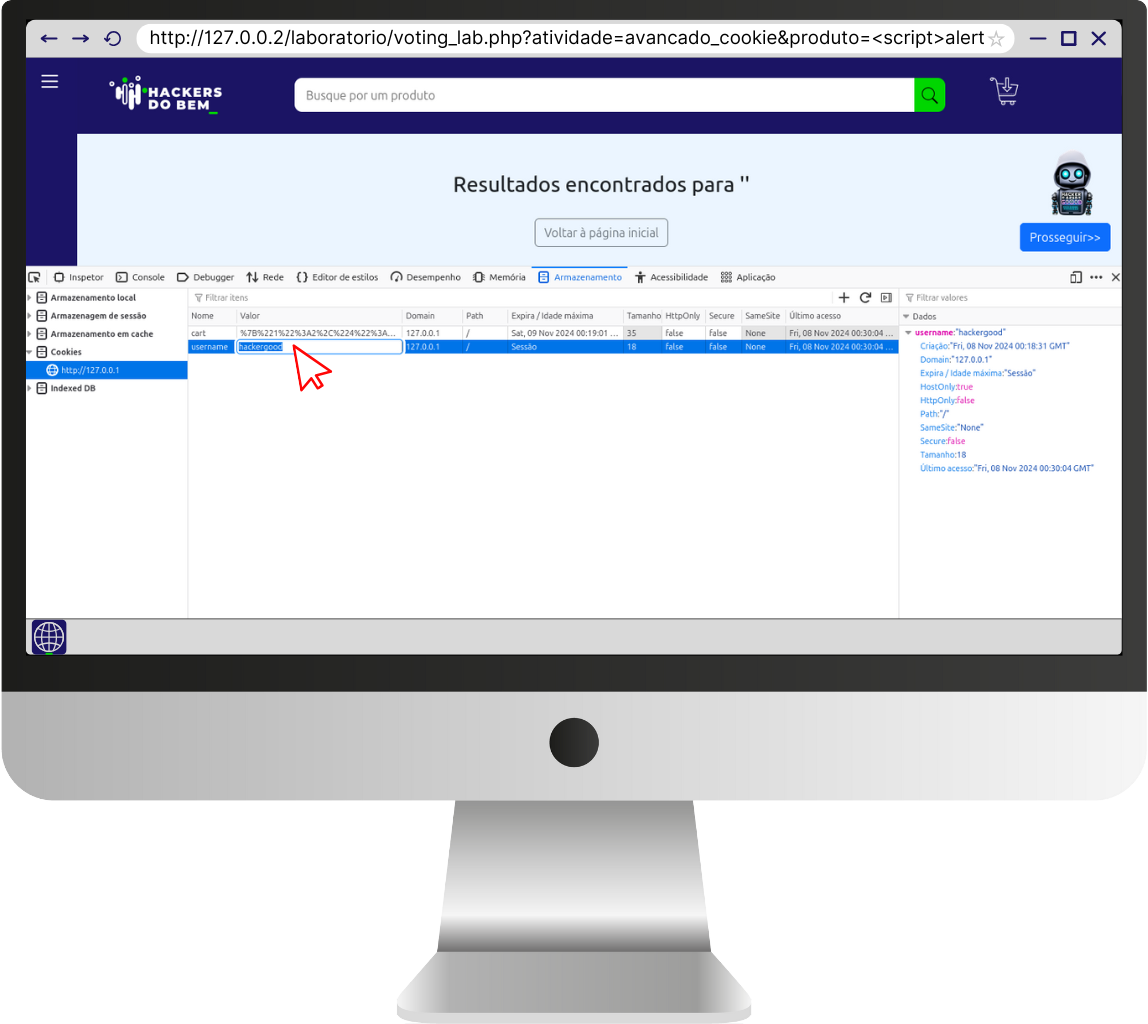 http://127.0.0.2/laboratorio/voting_lab.php?atividade=avancado_cookie&produto=<script>alert
HACKERS
DO BEM_
Busque por um produto
Resultados encontrados para ''
Voltar à página inicial
Prosseguir>>
Inspetor Console Debugger Rede {} Editor de estilos Desempenho Memória Armazenamento Acessibilidade Aplicação
Armazenamento local
Armazenagem de sessão
Armazenamento em cache
Cookies
http://127.0.0.1
Indexed DB
Filtrar itens
Nome Valor Domain Path Expira / Idade máxima Tamanho HttpOnly Secure SameSite Último acesso
cart %7B%221%22%3A2%2C%224%22%3A... 127.0.0.1 / Sat, 09 Nov 2024 00:19:01 ... 35 false false None Fri, 08 Nov 2024 00:30:04 ...
username hackergood 127.0.0.1 / Sessão 18 false false None Fri, 08 Nov 2024 00:30:04 ...
Filtrar valores
Dados
username:"hackergood"
Criação:"Fri, 08 Nov 2024 00:18:31 GMT"
Domain:"127.0.0.1"
Expira / Idade máxima:"Sessão"
HostOnly:true
HttpOnly:false
Path:"/"
SameSite:"None"
Secure:false
Tamanho:18
Último acesso:"Fri, 08 Nov 2024 00:30:04 GMT"